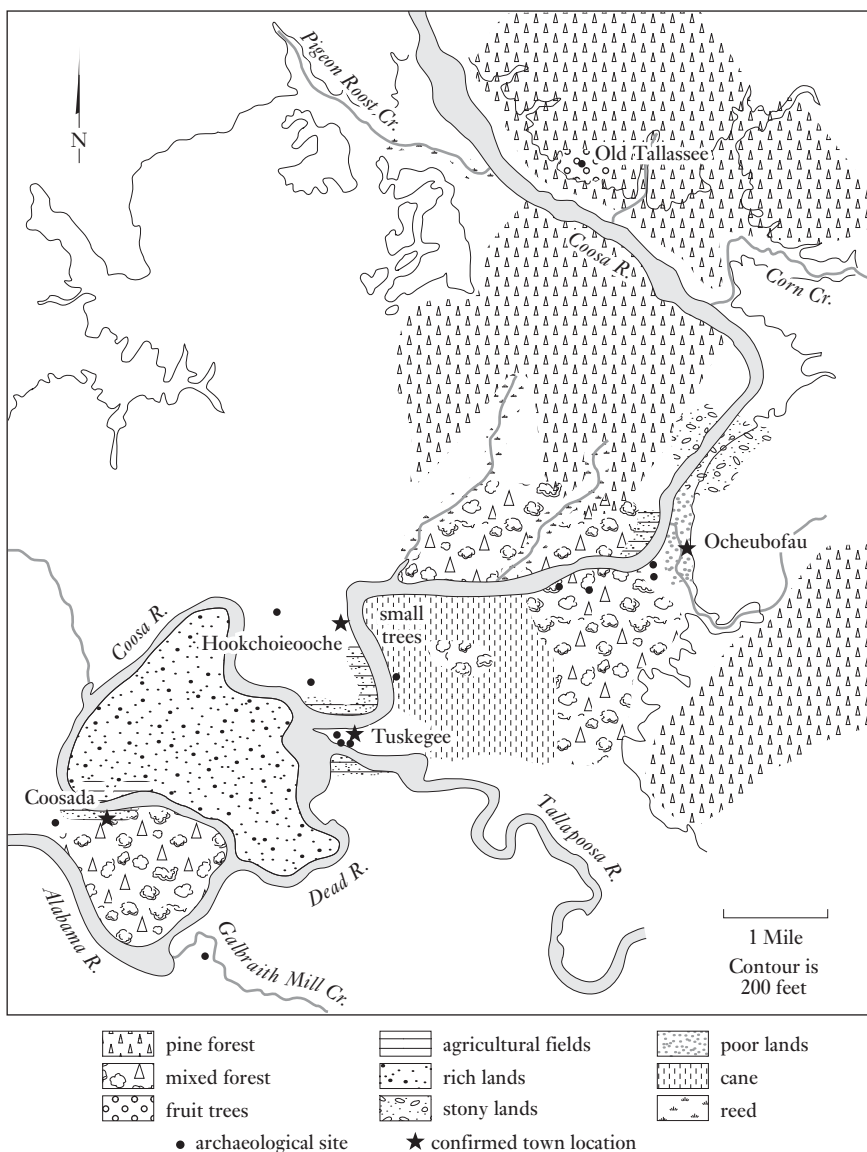 Pigeon Roost Cr.
N
Old Tallassee
Coosa R.
Corn Cr.
Ocheubofau
Coosa R.
small
trees
Hookchoieooche
Tuskegee
Coosada
Tallapoosa R.
Dead R.
Alabama R.
Galbraith Mill Cr.
1 Mile
Contour is
200 feet
pine forest
agricultural fields
poor lands
mixed forest
rich lands
cane
fruit trees
stony lands
reed
archaeological site
confirmed town location